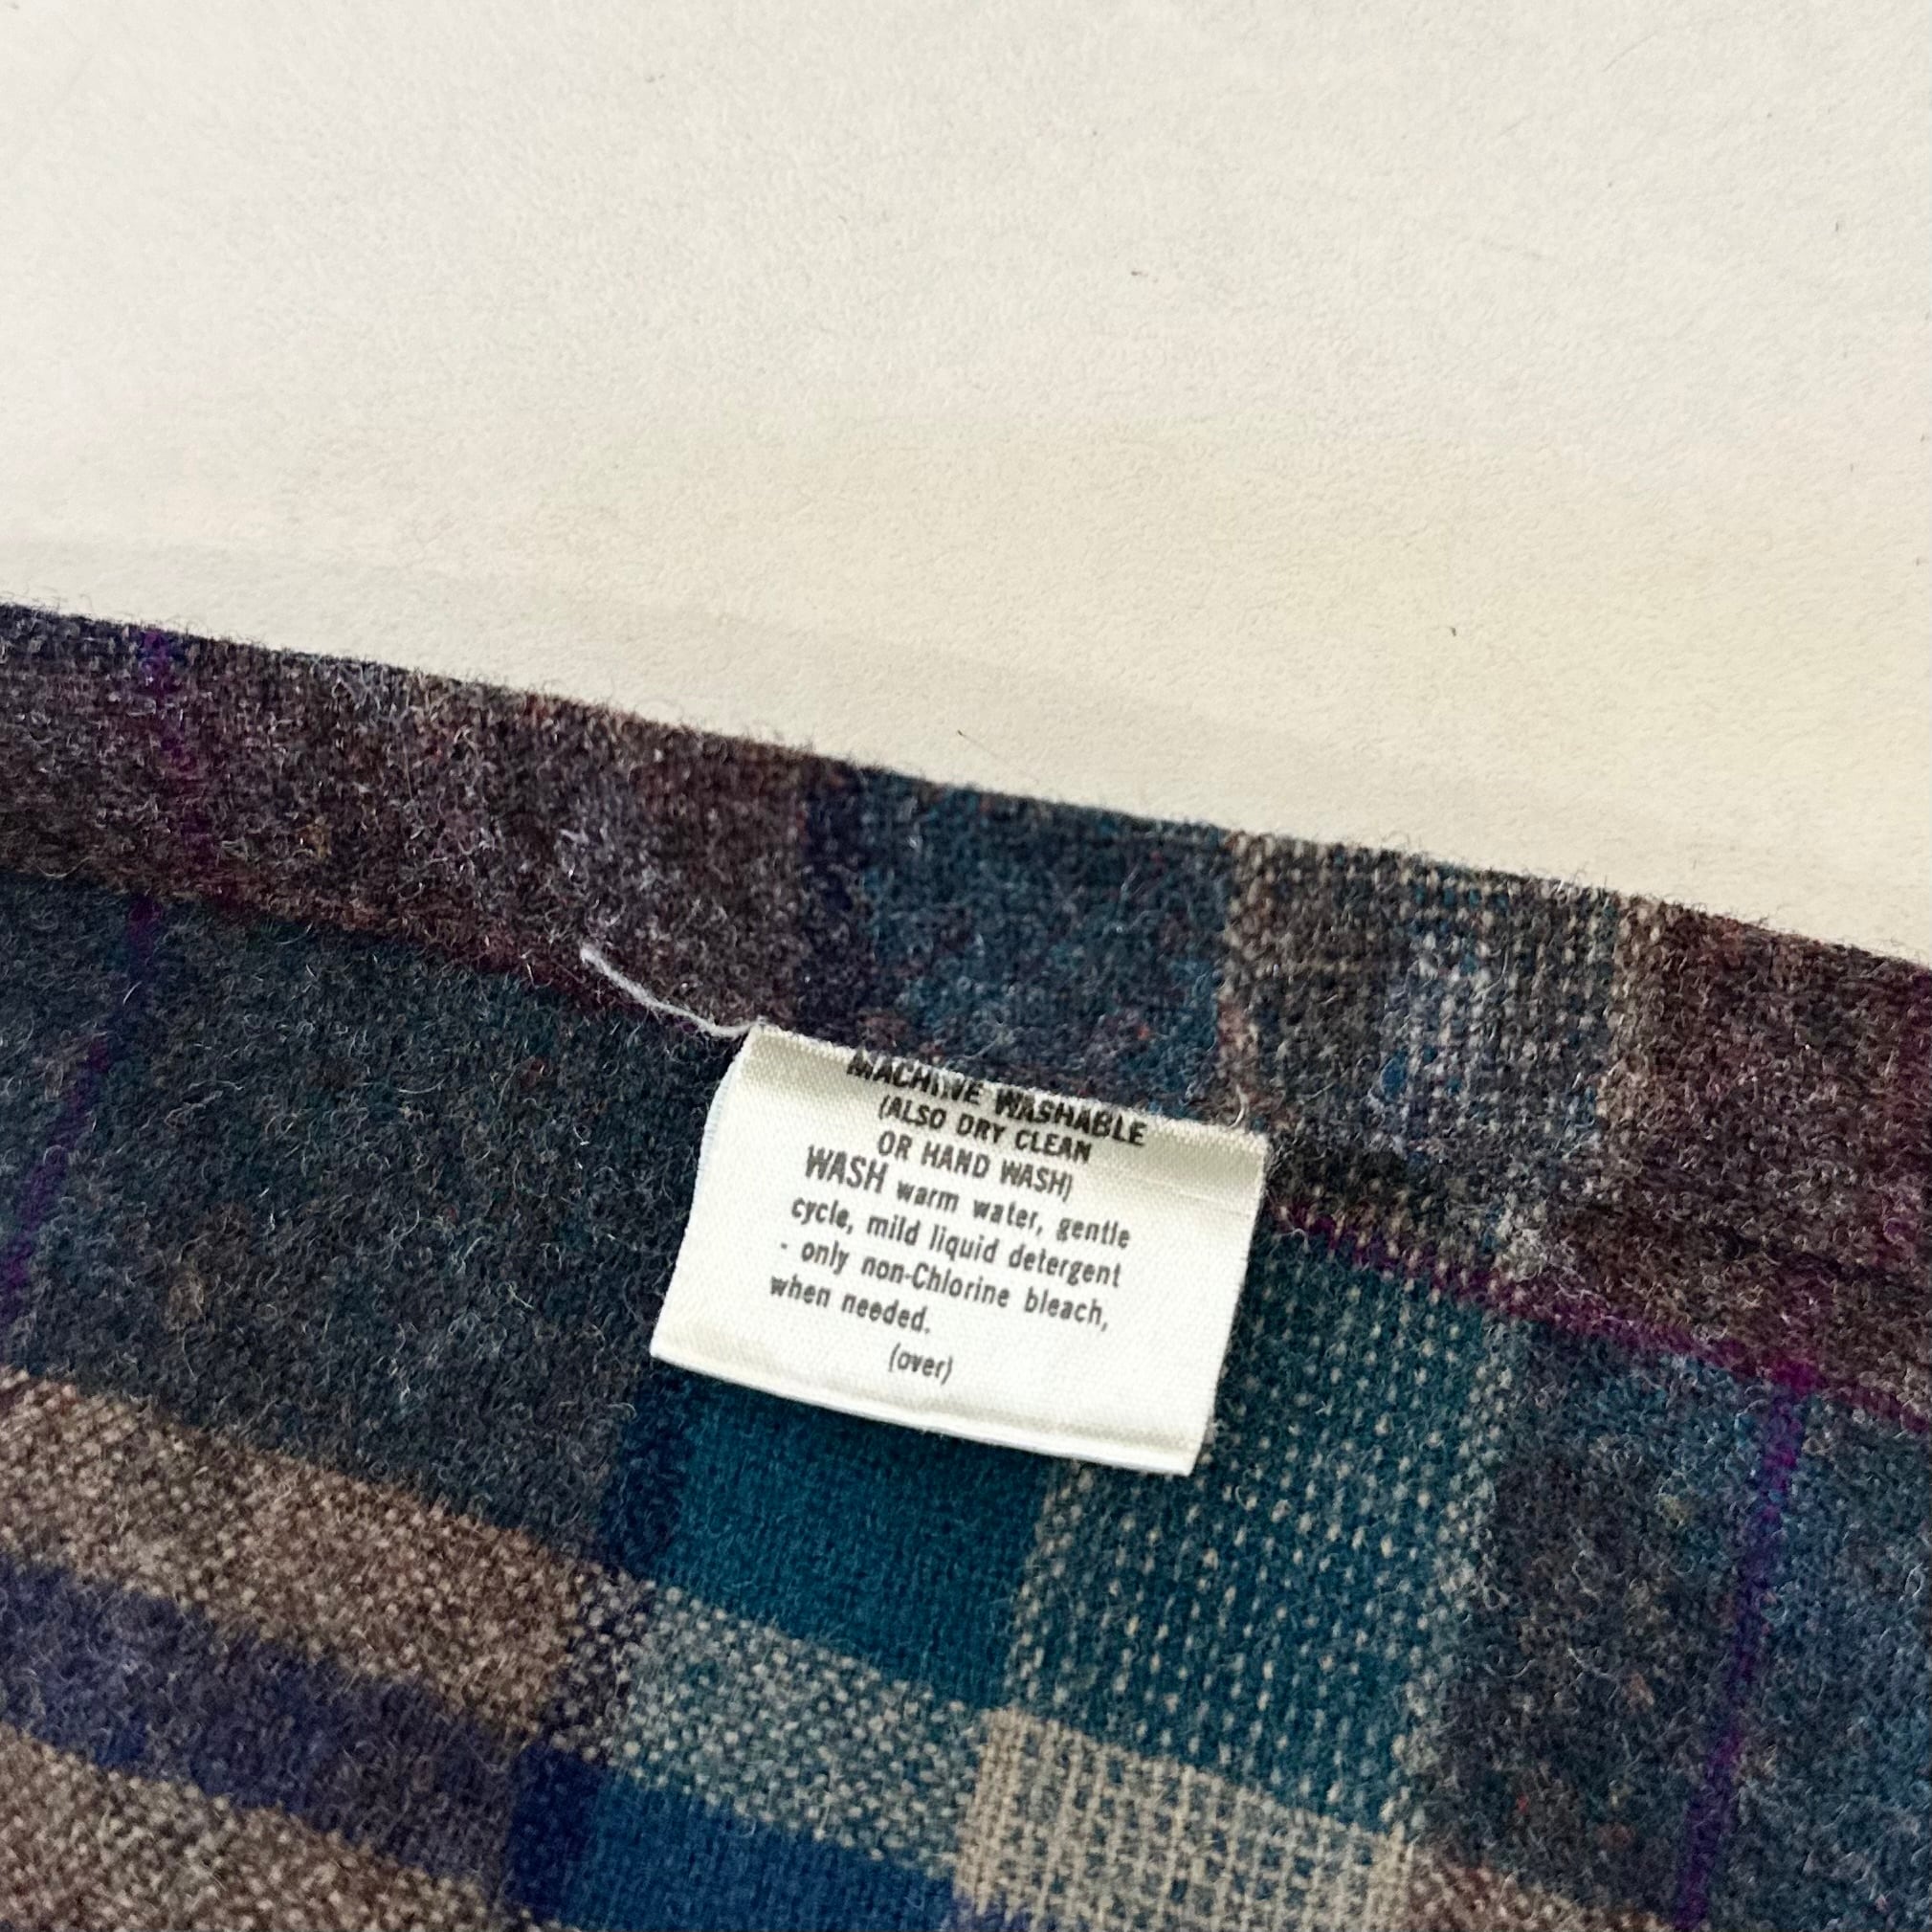 MACHINE WASHABLE
(ALSO DRY CLEAN
OR HAND WASH)
WASH warm water, gentle
cycle, mild liquid detergent
- only non-Chlorine bleach,
when needed.
(over)